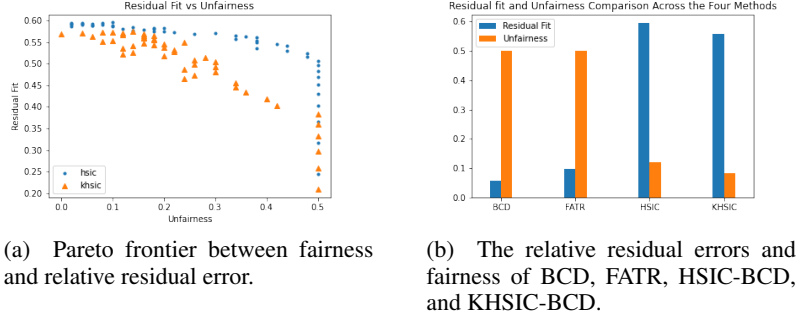 Residual Fit vs Unfairness
0.60
0.55
0.50
0.45
0.40
0.35
0.30
0.25
0.20
Residual Fit
hsic
khsic
0.0
0.1
0.2
0.3
0.4
0.5
Unfairness
(a) Pareto frontier between fairness
and relative residual error.
Residual fit and Unfairness Comparison Across the Four Methods
0.6
0.5
0.4
0.3
0.2
0.1
0.0
Residual Fit
Unfairness
BCD
FATR
HSIC
KHSIC
(b) The relative residual errors and
fairness of BCD, FATR, HSIC-BCD,
and KHSIC-BCD.